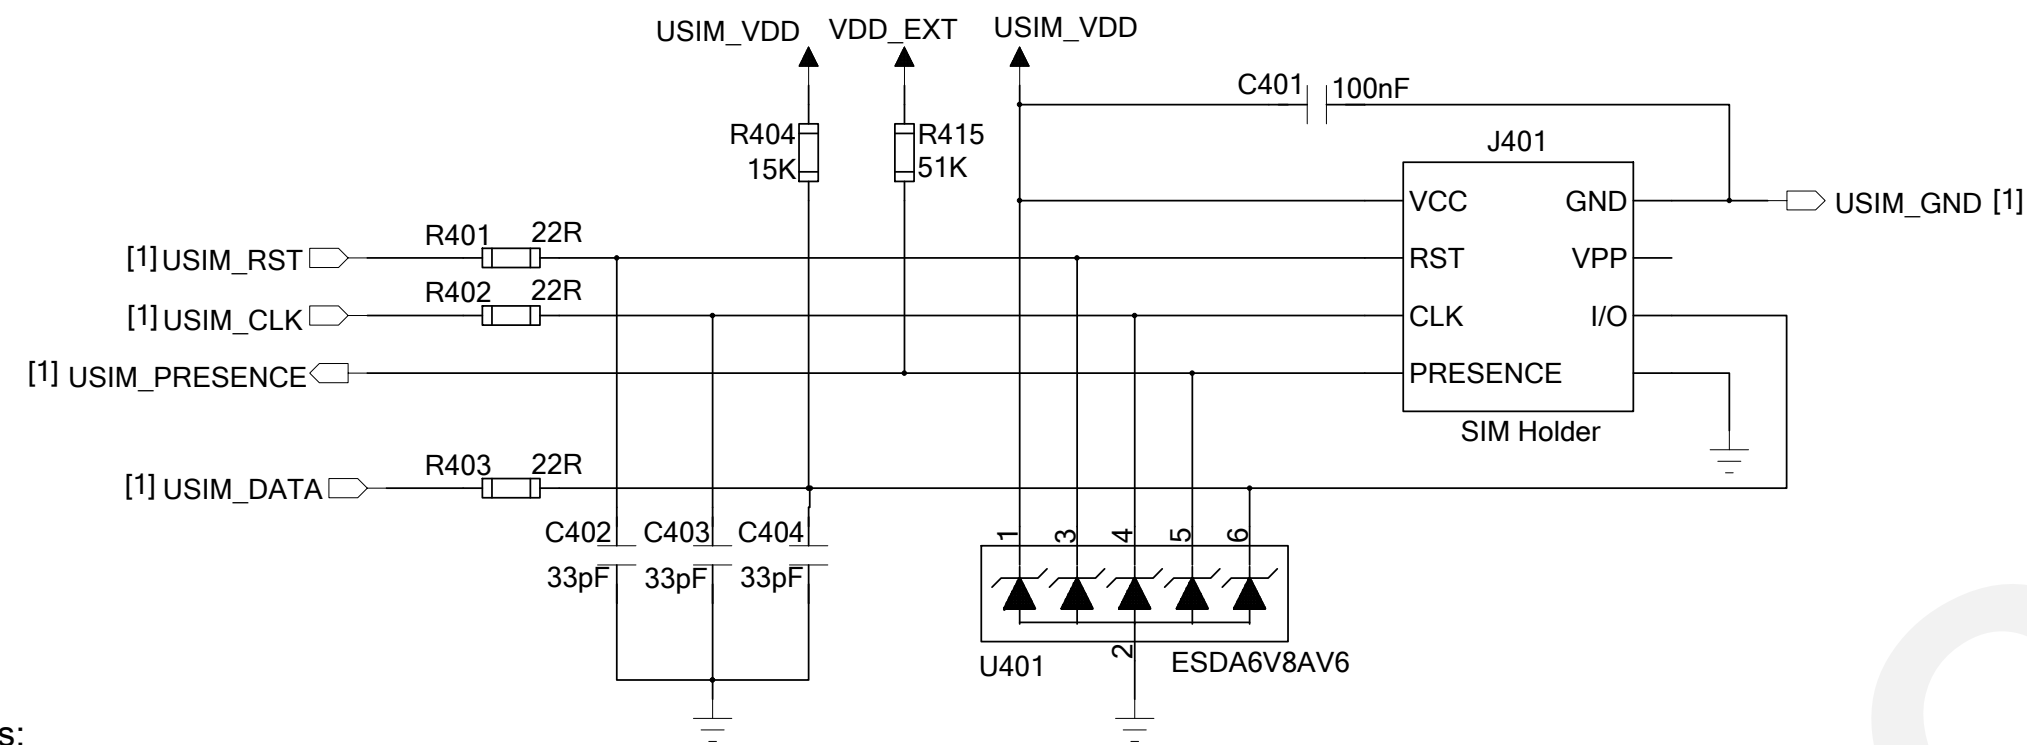 USIM_VDD VDD_EXT USIM_VDD
C401 100nF
R404 15K
R415 51K
J401
VCC GND
USIM_GND [1]
[1] USIM_RST
R401 22R
RST VPP
[1] USIM_CLK
R402 22R
CLK I/O
[1] USIM_PRESENCE
PRESENCE
SIM Holder
[1] USIM_DATA
R403 22R
C402 33pF
C403 33pF
C404 33pF
1 3 4 5 6
2
U401
ESDA6V8AV6
s: